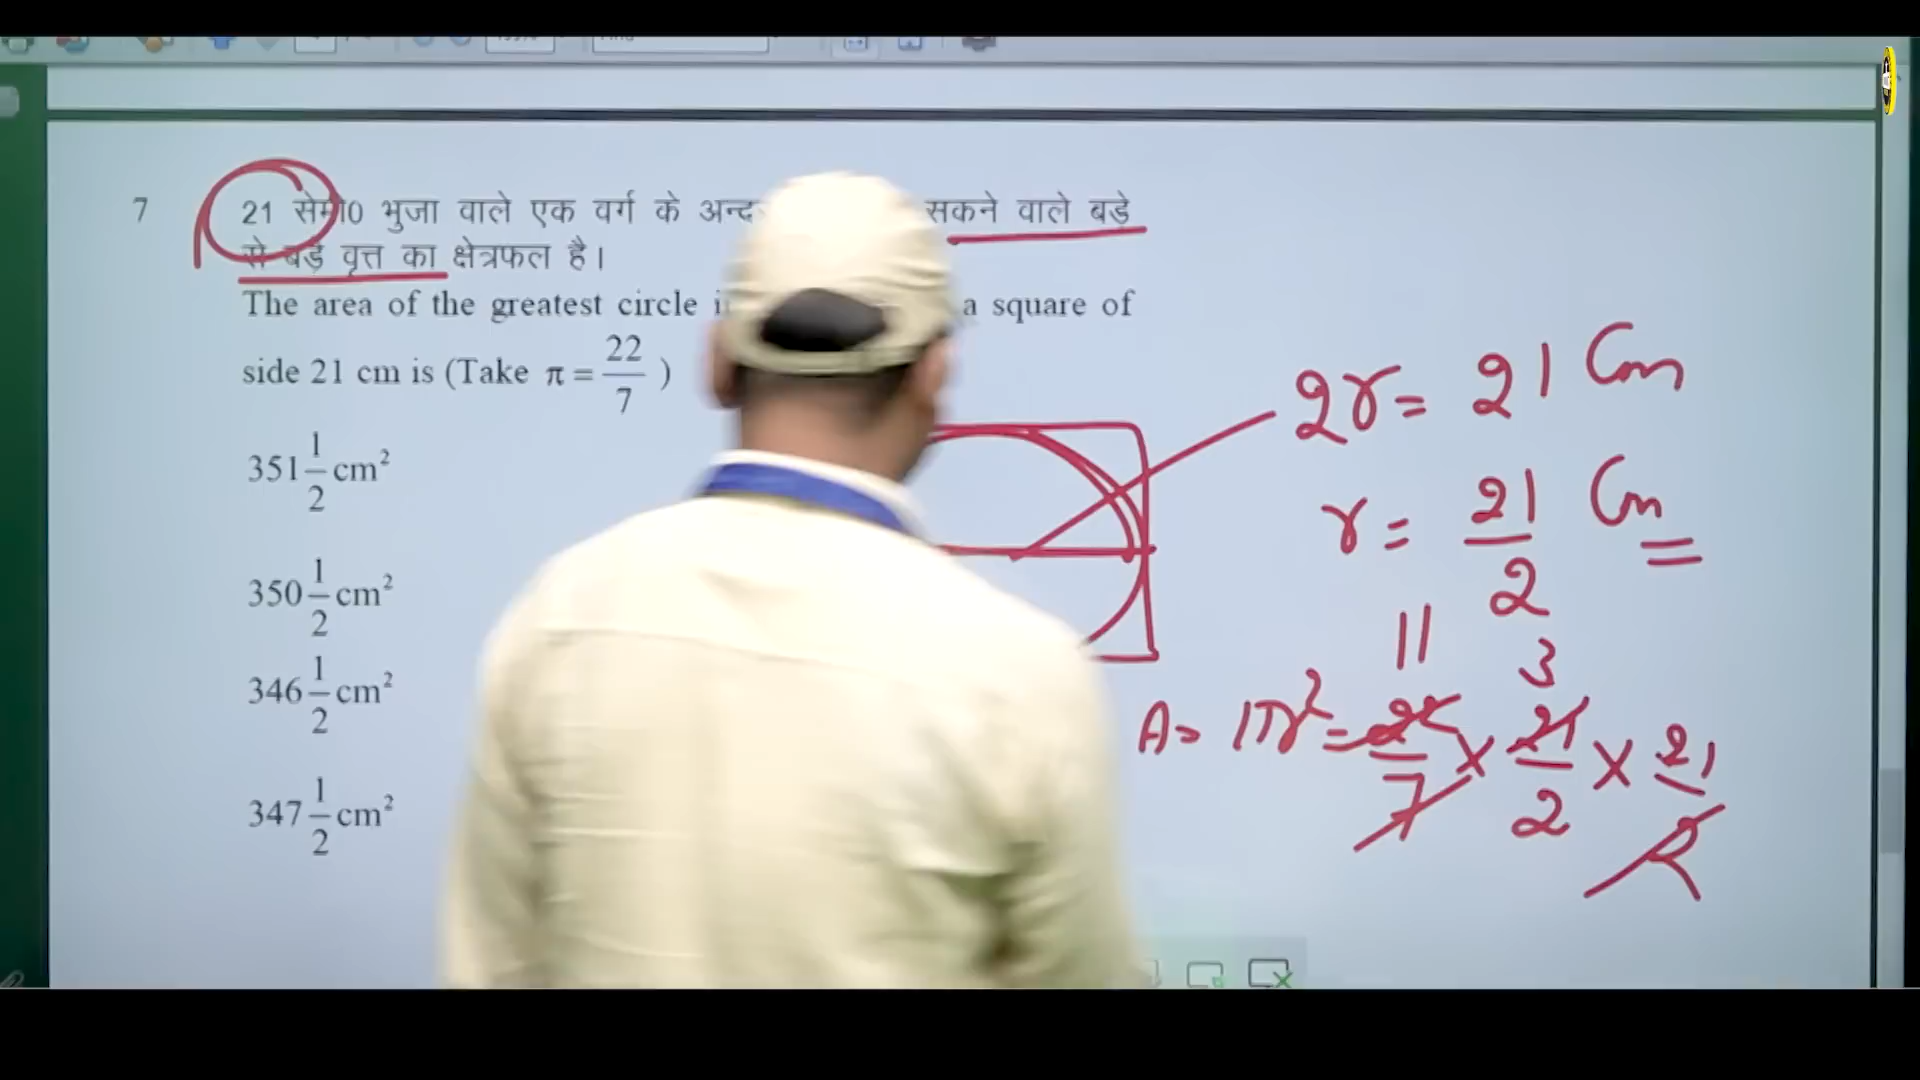 7 21 सेमी0 भुजा वाले एक वर्ग के सकने वाले बड़े
से बड़े वृत्त का क्षेत्रफल है।
The area of the greatest circle a square of
side 21 cm is (Take π = 22/7 )
351 1/2 cm²
350 1/2 cm²
346 1/2 cm²
347 1/2 cm²
2r = 21 Cm
r = 21/2 Cm
11 3
A = πr² = 22/7 × 21/2 × 21/2